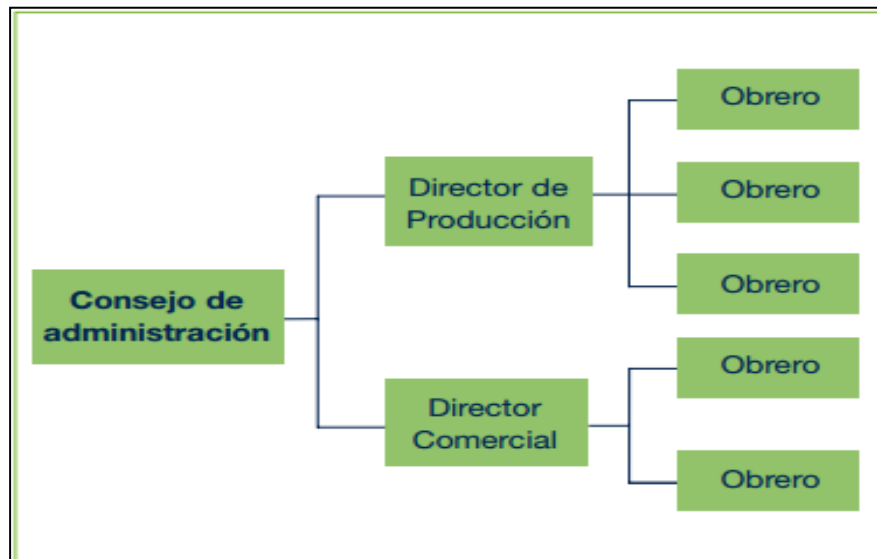 Consejo de
administración
Director de
Producción
Obrero
Obrero
Obrero
Director
Comercial
Obrero
Obrero